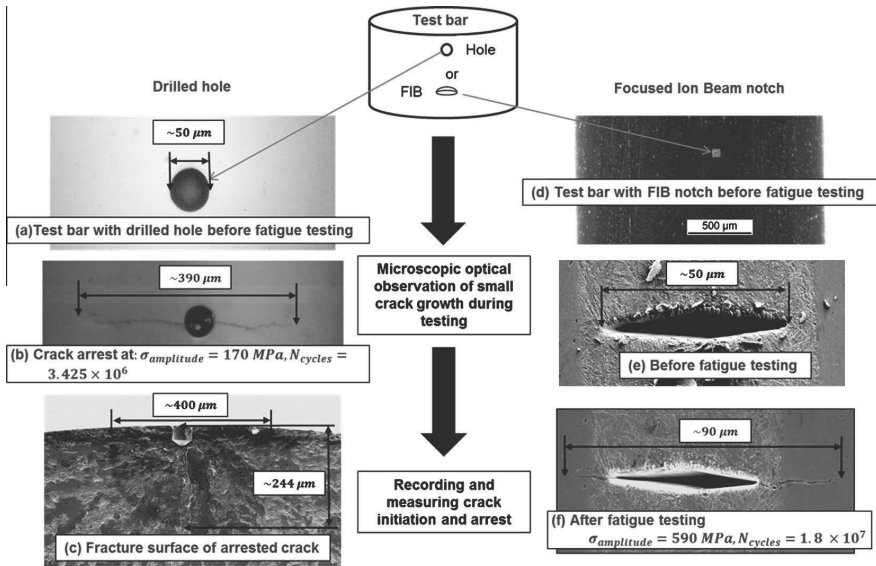 Test bar
Hole
or
FIB
Drilled hole
~50 μm
(a)Test bar with drilled hole before fatigue testing
~390 μm
(b) Crack arrest at: σamplitude = 170 MPa, Ncycles =
3.425 × 10⁶
~400 μm
~244 μm
(c) Fracture surface of arrested crack
Microscopic optical
observation of small
crack growth during
testing
Recording and
measuring crack
initiation and arrest
Focused Ion Beam notch
(d) Test bar with FIB notch before fatigue testing
500 μm
~50 μm
(e) Before fatigue testing
~90 μm
(f) After fatigue testing
σamplitude = 590 MPa, Ncycles = 1.8 × 10⁷